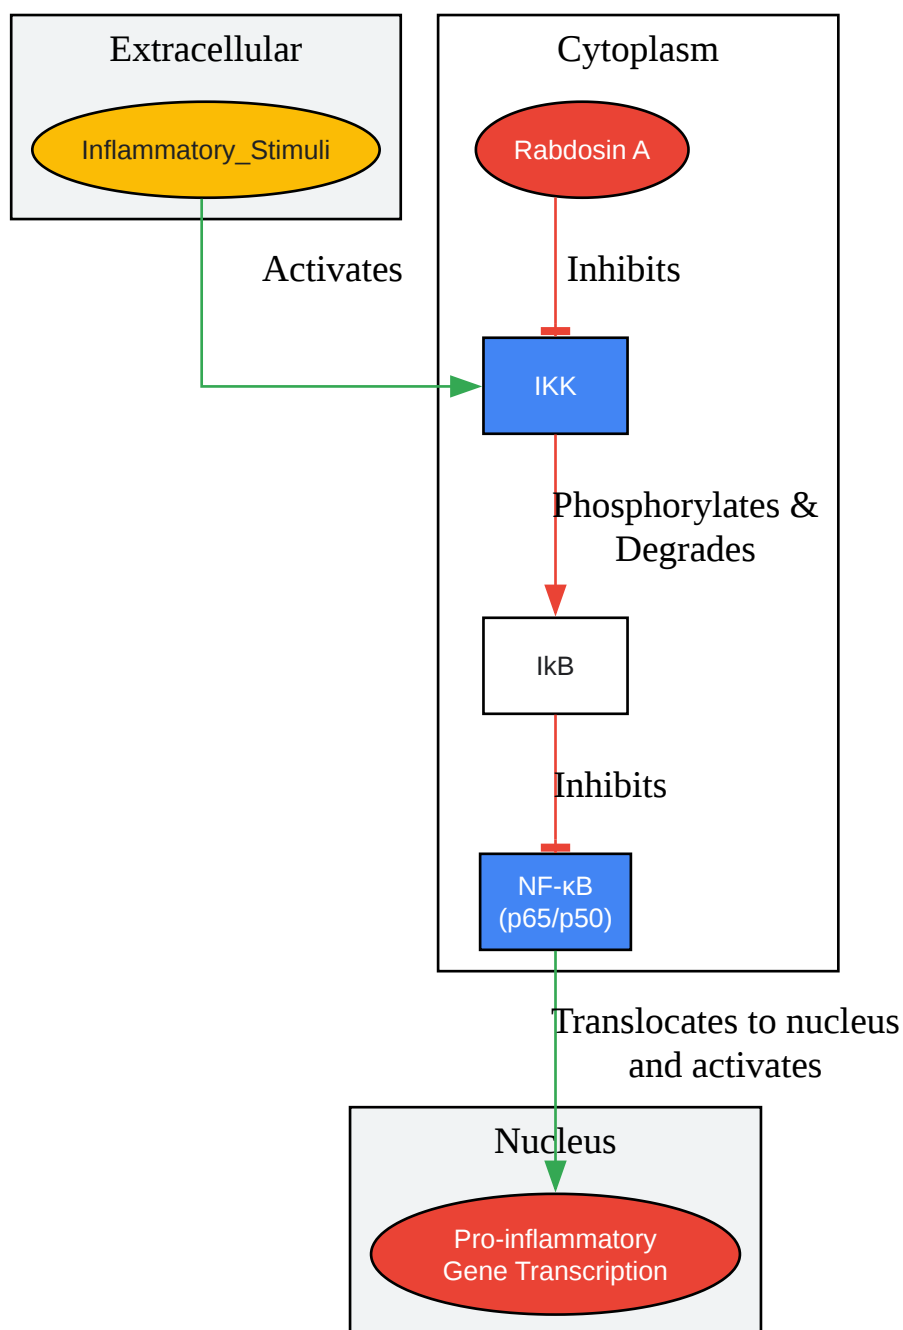 Extracellular
Cytoplasm
Inflammatory_Stimuli
Rabdosin A
Activates
Inhibits
IKK
Phosphorylates &
Degrades
IkB
Inhibits
NF-κB
(p65/p50)
Translocates to nucleus
and activates
Nucleus
Pro-inflammatory
Gene Transcription